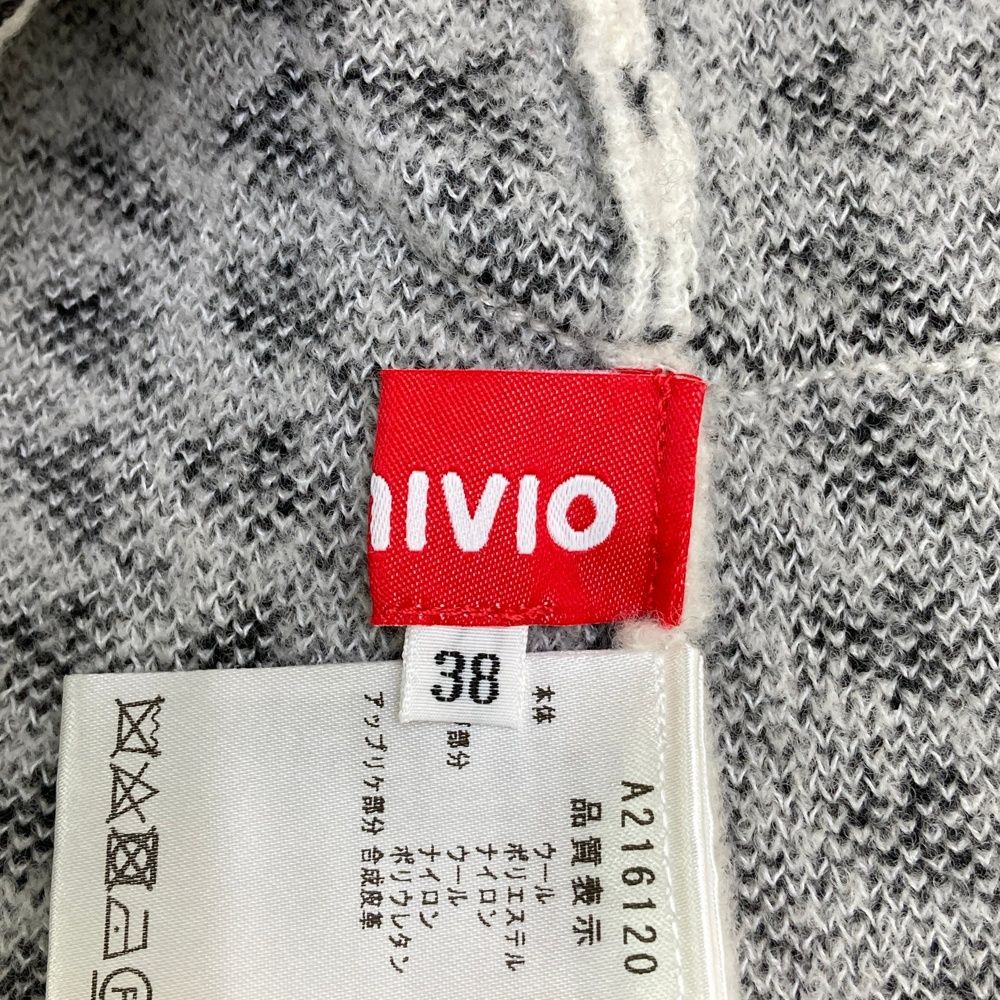 nIVIO
38
A216120
品質表示
本体
ウール
ポリエステル
ナイロン
部分
ウール
ナイロン
ポリウレタン
アップリケ部分
合成皮革